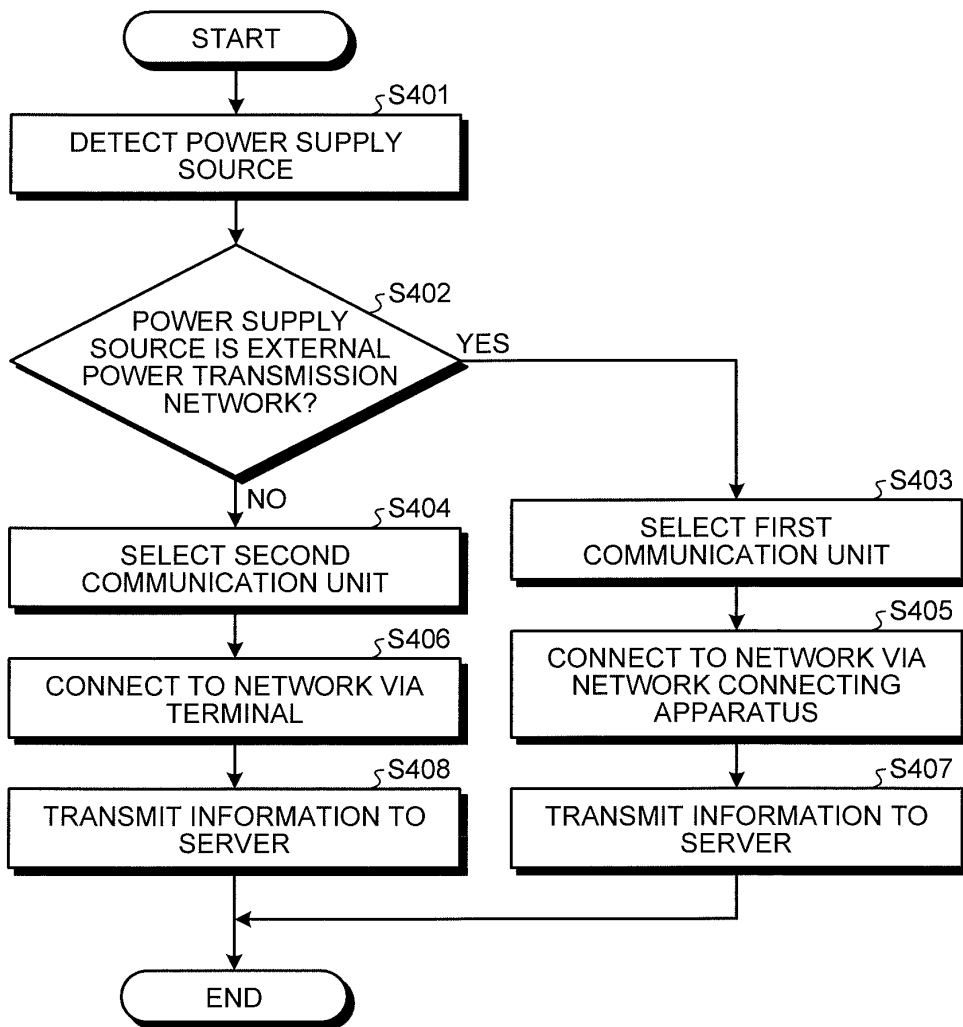 START
S401
DETECT POWER SUPPLY
SOURCE
S402
POWER SUPPLY
SOURCE IS EXTERNAL
POWER TRANSMISSION
NETWORK?
YES
NO
S404
SELECT SECOND
COMMUNICATION UNIT
S403
SELECT FIRST
COMMUNICATION UNIT
S406
CONNECT TO NETWORK VIA
TERMINAL
S405
CONNECT TO NETWORK VIA
NETWORK CONNECTING
APPARATUS
S408
TRANSMIT INFORMATION TO
SERVER
S407
TRANSMIT INFORMATION TO
SERVER
END